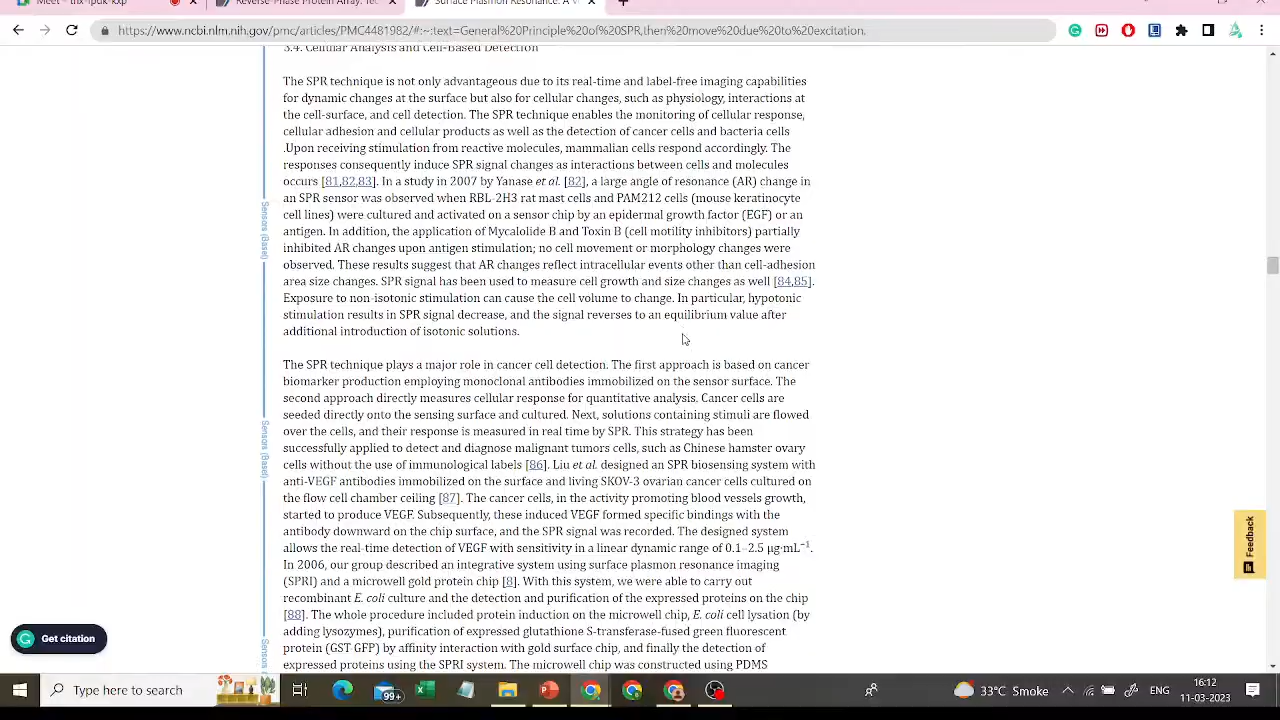 Meet – thx-ipuk-kxp
Reverse-Phase Protein Array: Tec
Surface Plasmon Resonance: A V
https://www.ncbi.nlm.nih.gov/pmc/articles/PMC4481982/#:~:text=General%20Principle%20of%20SPR,then%20move%20due%20to%20excitation.
3.4. Cellular Analysis and Cell-Based Detection
The SPR technique is not only advantageous due to its real-time and label-free imaging capabilities
for dynamic changes at the surface but also for cellular changes, such as physiology, interactions at
the cell-surface, and cell detection. The SPR technique enables the monitoring of cellular response,
cellular adhesion and cellular products as well as the detection of cancer cells and bacteria cells
.Upon receiving stimulation from reactive molecules, mammalian cells respond accordingly. The
responses consequently induce SPR signal changes as interactions between cells and molecules
occurs [81,82,83]. In a study in 2007 by Yanase et al. [82], a large angle of resonance (AR) change in
an SPR sensor was observed when RBL-2H3 rat mast cells and PAM212 cells (mouse keratinocyte
cell lines) were cultured and activated on a sensor chip by an epidermal growth factor (EGF) or an
antigen. In addition, the application of Mycalolide B and Toxin B (cell motility inhibitors) partially
inhibited AR changes upon antigen stimulation; no cell movement or morphology changes were
observed. These results suggest that AR changes reflect intracellular events other than cell-adhesion
area size changes. SPR signal has been used to measure cell growth and size changes as well [84,85].
Exposure to non-isotonic stimulation can cause the cell volume to change. In particular, hypotonic
stimulation results in SPR signal decrease, and the signal reverses to an equilibrium value after
additional introduction of isotonic solutions.
The SPR technique plays a major role in cancer cell detection. The first approach is based on cancer
biomarker production employing monoclonal antibodies immobilized on the sensor surface. The
second approach directly measures cellular response for quantitative analysis. Cancer cells are
seeded directly onto the sensing surface and cultured. Next, solutions containing stimuli are flowed
over the cells, and their response is measured in real time by SPR. This strategy has been
successfully applied to detect and diagnose malignant tumors cells, such as Chinese hamster ovary
cells without the use of immunological labels [86]. Liu et al. designed an SPR sensing system with
anti-VEGF antibodies immobilized on the surface and living SKOV-3 ovarian cancer cells cultured on
the flow cell chamber ceiling [87]. The cancer cells, in the activity promoting blood vessels growth,
started to produce VEGF. Subsequently, these induced VEGF formed specific bindings with the
antibody downward on the chip surface, and the SPR signal was recorded. The designed system
allows the real-time detection of VEGF with sensitivity in a linear dynamic range of 0.1–2.5 μg·mL⁻¹.
In 2006, our group described an integrative system using surface plasmon resonance imaging
(SPRI) and a microwell gold protein chip [8]. With this system, we were able to carry out
recombinant E. coli culture and the detection and purification of the expressed proteins on the chip
[88]. The whole procedure included protein induction on the microwell chip, E. coli cell lysation (by
adding lysozymes), purification of expressed glutathione S-transferase-fused green fluorescent
protein (GST-GFP) by affinity interaction with gold surface chip, and finally the detection of
expressed proteins using the SPRI system. The microwell chip was constructed using PDMS
Sensors (Basel)
Sensors (Basel)
Sensors
Feedback
Get citation
Type here to search
99+
33°C Smoke
ENG
16:12
11-03-2023